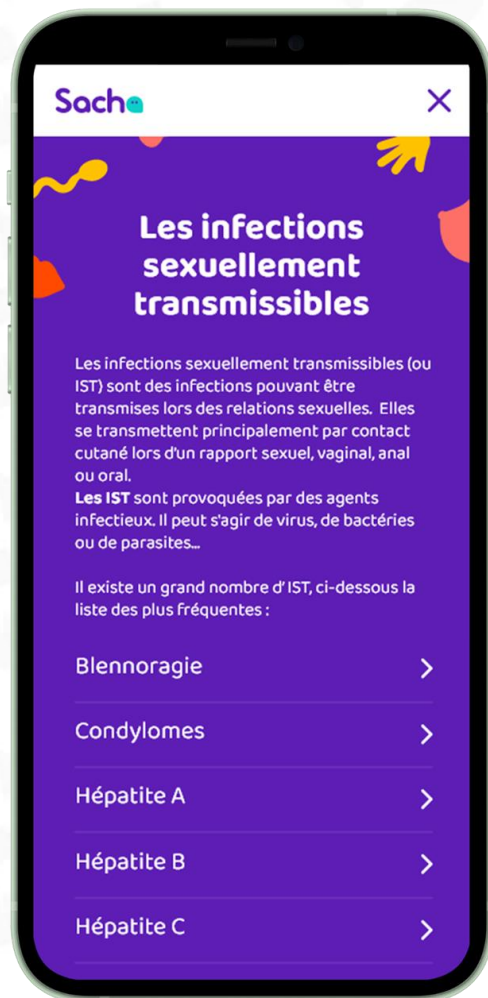 Sacha
Les infections
sexuellement
transmissibles
Les infections sexuellement transmissibles (ou
IST) sont des infections pouvant être
transmises lors des relations sexuelles. Elles
se transmettent principalement par contact
cutané lors d'un rapport sexuel, vaginal, anal
ou oral.
Les IST sont provoquées par des agents
infectieux. Il peut s'agir de virus, de bactéries
ou de parasites...
Il existe un grand nombre d'IST, ci-dessous la
liste des plus fréquentes :
Blennoragie
Condylomes
Hépatite A
Hépatite B
Hépatite C